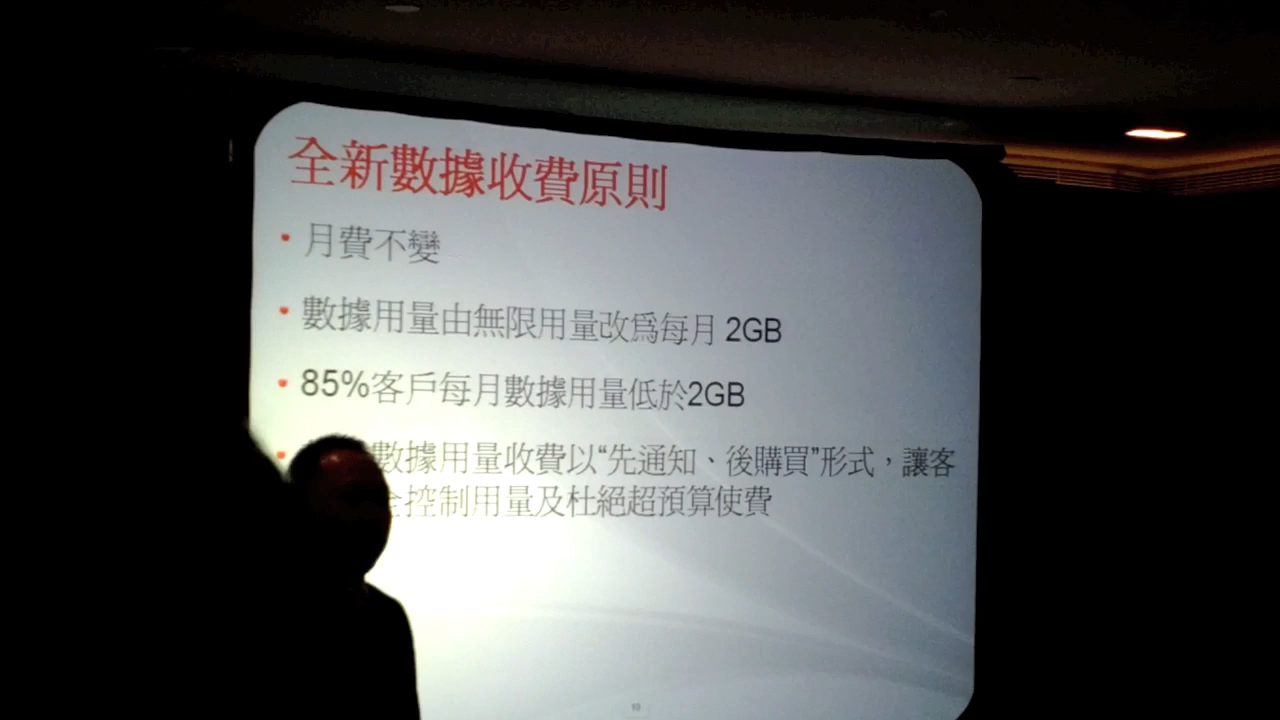 全新數據收費原則
• 月費不變
• 數據用量由無限用量改爲每月 2GB
• 85%客戶每月數據用量低於2GB
• 數據用量收費以“先通知、後購買”形式，讓客
全控制用量及杜絕超預算使費
10